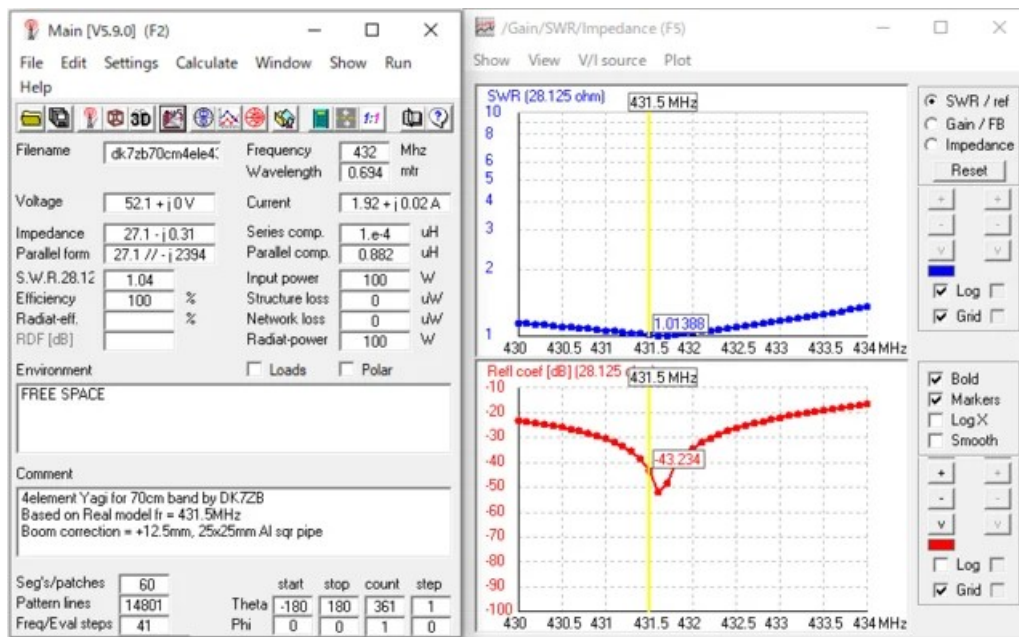 Main [V5.9.0] (F2)
File Edit Settings Calculate Window Show Run
Help
3D 1:1
Filename dk7zb70cm4ele4 Frequency 432 Mhz
Wavelength 0.694 mtr
Voltage 52.1 + j 0 V Current 1.92 + j 0.02 A
Impedance 27.1 - j 0.31 Series comp. 1.e-4 uH
Parallel form 27.1 // - j 2394 Parallel comp. 0.882 uH
S.W.R.28.12 1.04 Input power 100 W
Efficiency 100 % Structure loss 0 uW
Radiat-eff. % Network loss 0 uW
RDF [dB] Radiat-power 100 W
Environment Loads Polar
FREE SPACE
Comment
4element Yagi for 70cm band by DK7ZB
Based on Real model fr = 431.5MHz
Boom correction = +12.5mm, 25x25mm Al sqr pipe
Seg's/patches 60 start stop count step
Pattern lines 14801 Theta -180 180 361 1
Freq/Eval steps 41 Phi 0 0 1 0
/Gain/SWR/Impedance (F5)
Show View V/I source Plot
SWR (28.125 ohm) 431.5 MHz
10
8
6
5
4
3
2
1
1.01388
430 430.5 431 431.5 432 432.5 433 433.5 434 MHz
Refl coef [dB] (28.125 431.5 MHz
-10
-20
-30
-40
-50
-60
-70
-80
-90
-100
-43.234
430 430.5 431 431.5 432 432.5 433 433.5 434 MHz
SWR / ref
Gain / FB
Impedance
Reset
+ +
- -
v v
Log
Grid
Bold
Markers
Log X
Smooth
+ +
- -
v v
Log
Grid